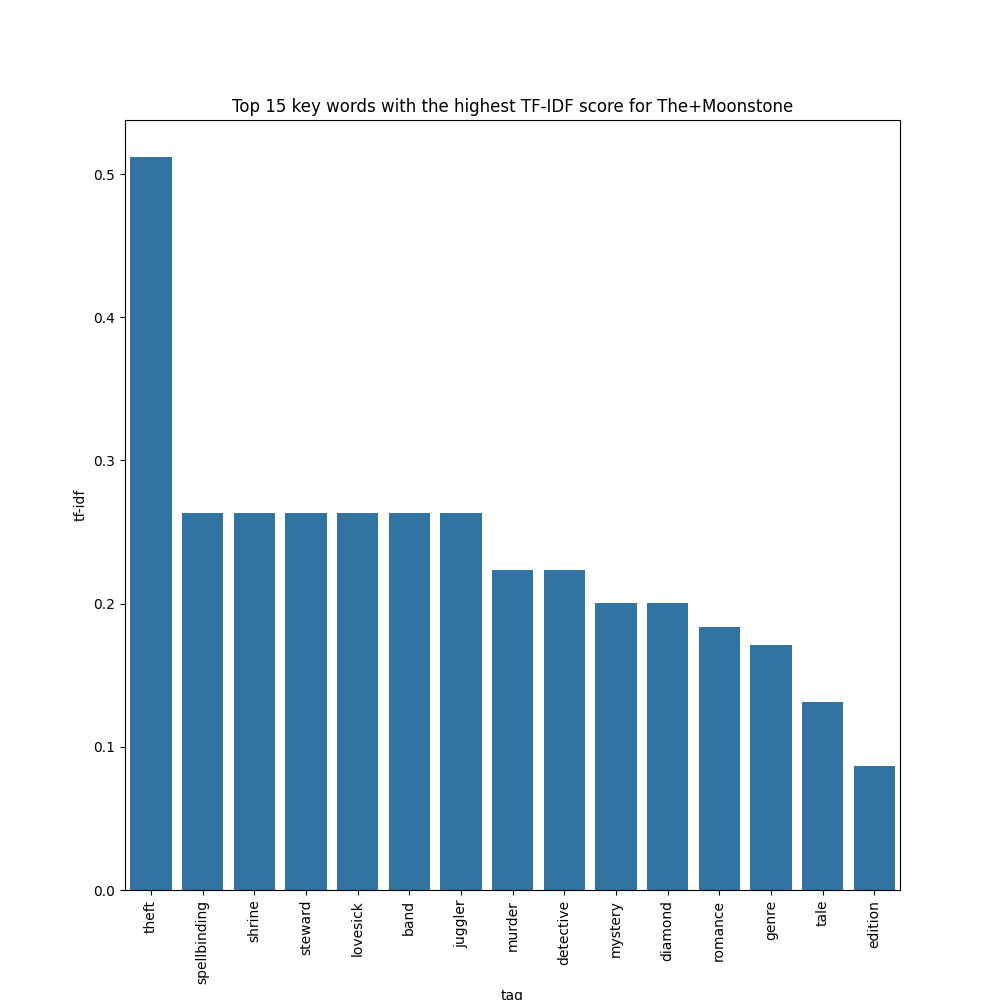 Top 15 key words with the highest TF-IDF score for The+Moonstone
tf-idf
0.5
0.4
0.3
0.2
0.1
0.0
theft
spellbinding
shrine
steward
lovesick
band
juggler
murder
detective
mystery
diamond
romance
genre
tale
edition
tag